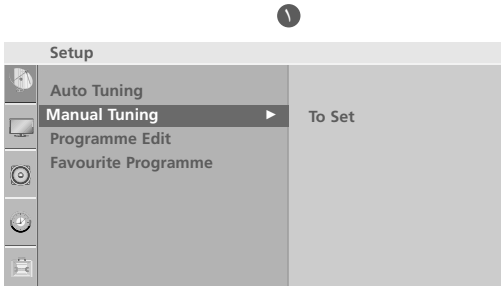 ١
Setup
Auto Tuning
Manual Tuning ►
To Set
Programme Edit
Favourite Programme